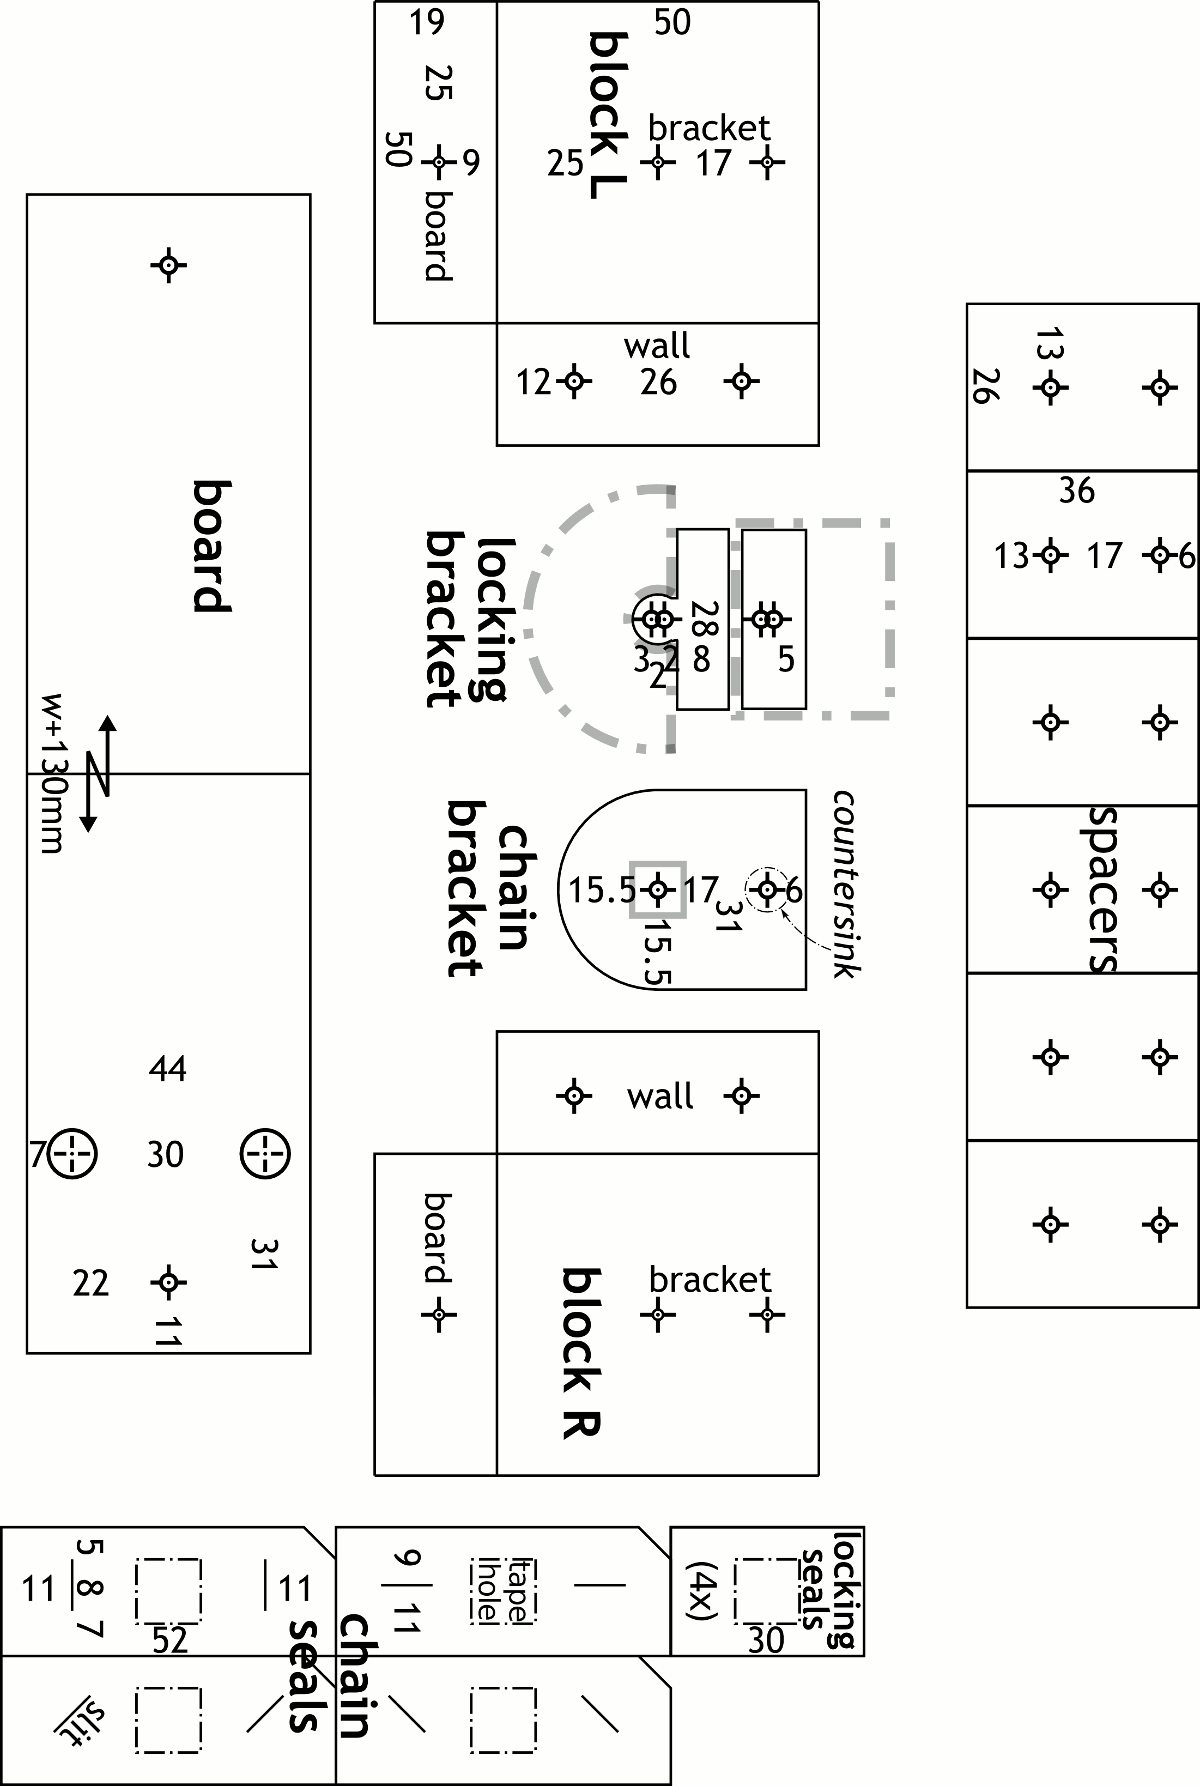 19
50
25
50
9
board
block L
bracket
25
17
wall
12
26
board
w+130mm
44
7
30
31
22
11
locking
bracket
28
3
2
2
8
5
chain
bracket
15.5
17
6
31
15.5
countersink
13
26
36
13
17
6
spacers
wall
board
bracket
block R
5
8
7
11
11
52
slit
chain
seals
9
11
tape
hole
locking
seals
(4x)
30